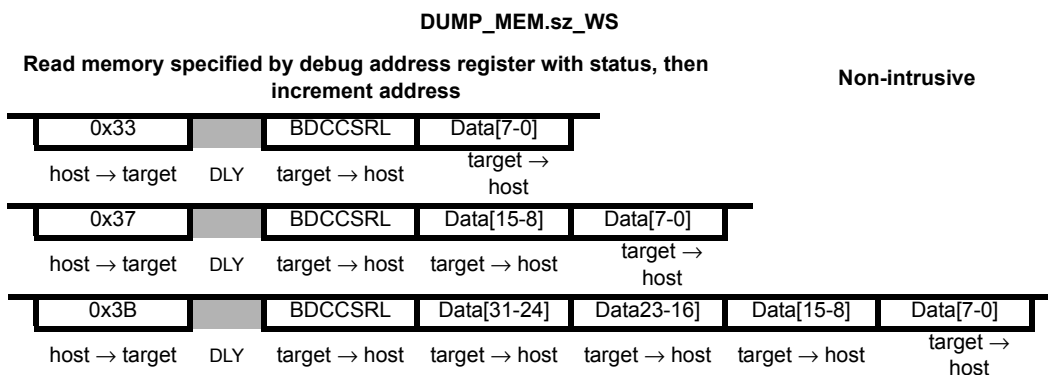 DUMP_MEM.sz_WS
Read memory specified by debug address register with status, then
increment address
Non-intrusive
0x33 BDCCSRL Data[7-0]
host → target DLY target → host target →
host
0x37 BDCCSRL Data[15-8] Data[7-0]
host → target DLY target → host target → host target →
host
0x3B BDCCSRL Data[31-24] Data23-16] Data[15-8] Data[7-0]
host → target DLY target → host target → host target → host target → host target →
host